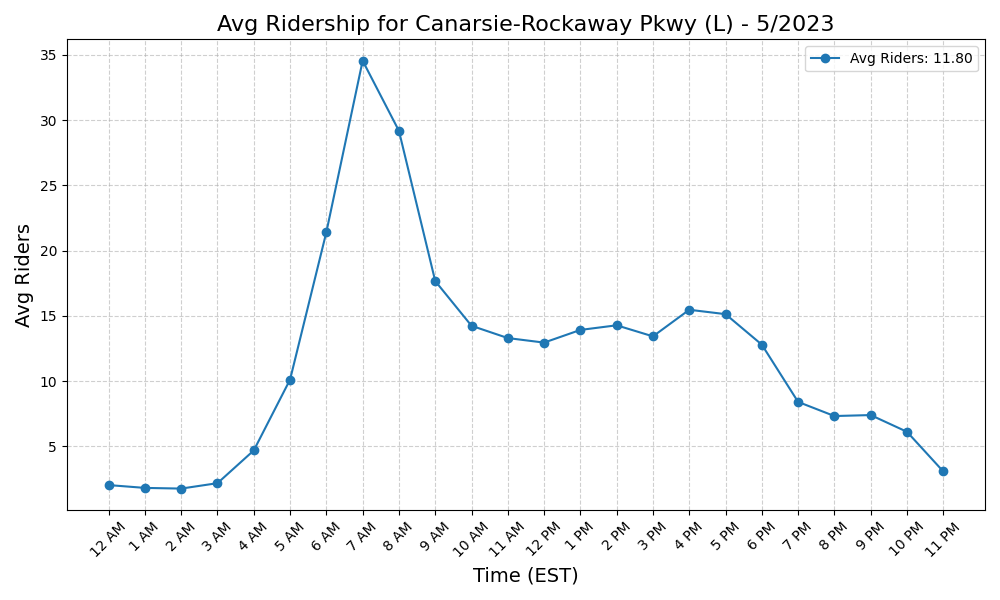 Avg Ridership for Canarsie-Rockaway Pkwy (L) - 5/2023
Avg Riders: 11.80
Avg Riders
35
30
25
20
15
10
5
12 AM
1 AM
2 AM
3 AM
4 AM
5 AM
6 AM
7 AM
8 AM
9 AM
10 AM
11 AM
12 PM
1 PM
2 PM
3 PM
4 PM
5 PM
6 PM
7 PM
8 PM
9 PM
10 PM
11 PM
Time (EST)